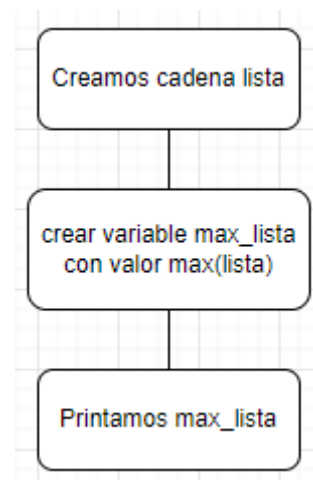 Creamos cadena lista
crear variable max_lista
con valor max(lista)
Printamos max_lista